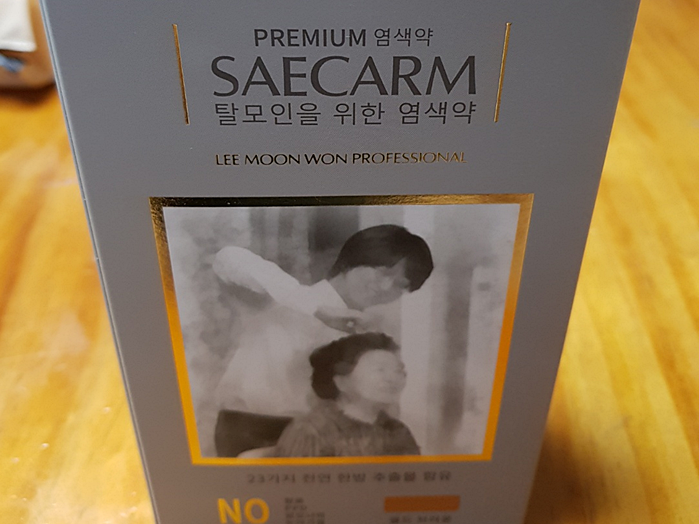 PREMIUM 염색약
SAECARM
탈모인을 위한 염색약
LEE MOON WON PROFESSIONAL
23가지 천연 한방 추출물 함유
NO